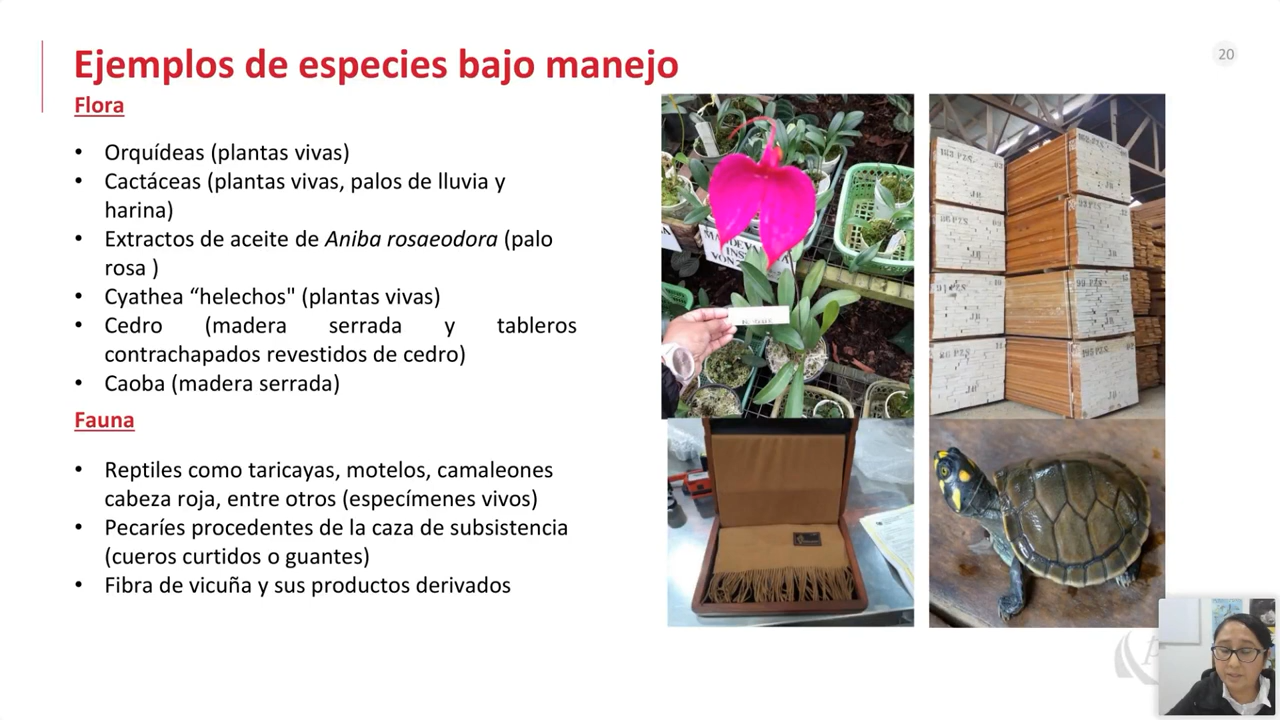 Ejemplos de especies bajo manejo
20
Flora
• Orquídeas (plantas vivas)
• Cactáceas (plantas vivas, palos de lluvia y
harina)
• Extractos de aceite de Aniba rosaeodora (palo
rosa )
• Cyathea “helechos" (plantas vivas)
• Cedro (madera serrada y tableros
contrachapados revestidos de cedro)
• Caoba (madera serrada)
Fauna
• Reptiles como taricayas, motelos, camaleones
cabeza roja, entre otros (especímenes vivos)
• Pecaríes procedentes de la caza de subsistencia
(cueros curtidos o guantes)
• Fibra de vicuña y sus productos derivados